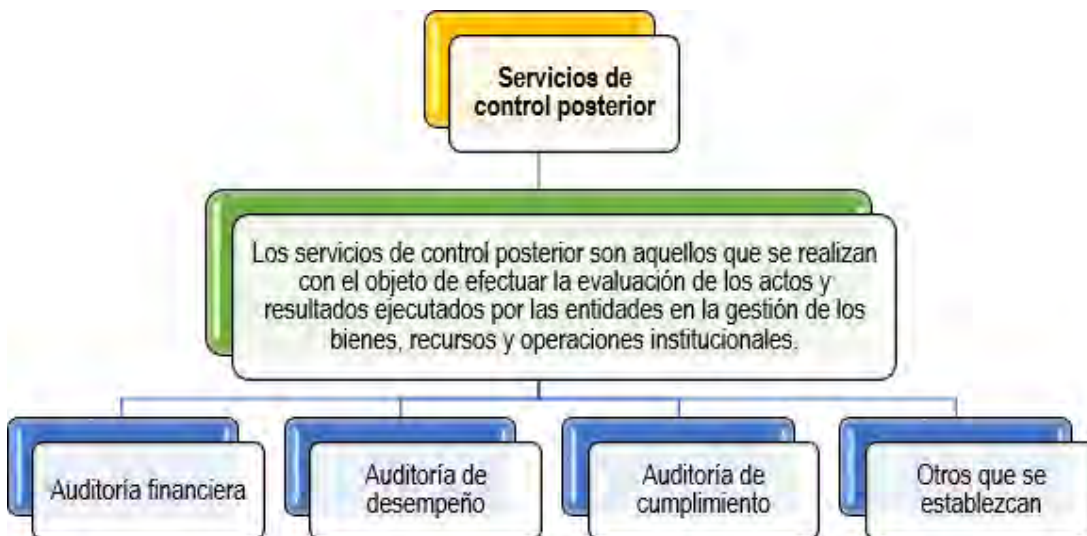 Servicios de
control posterior
Los servicios de control posterior son aquellos que se realizan
con el objeto de efectuar la evaluación de los actos y
resultados ejecutados por las entidades en la gestión de los
bienes, recursos y operaciones institucionales.
Auditoría financiera
Auditoría de
desempeño
Auditoría de
cumplimiento
Otros que se
establezcan